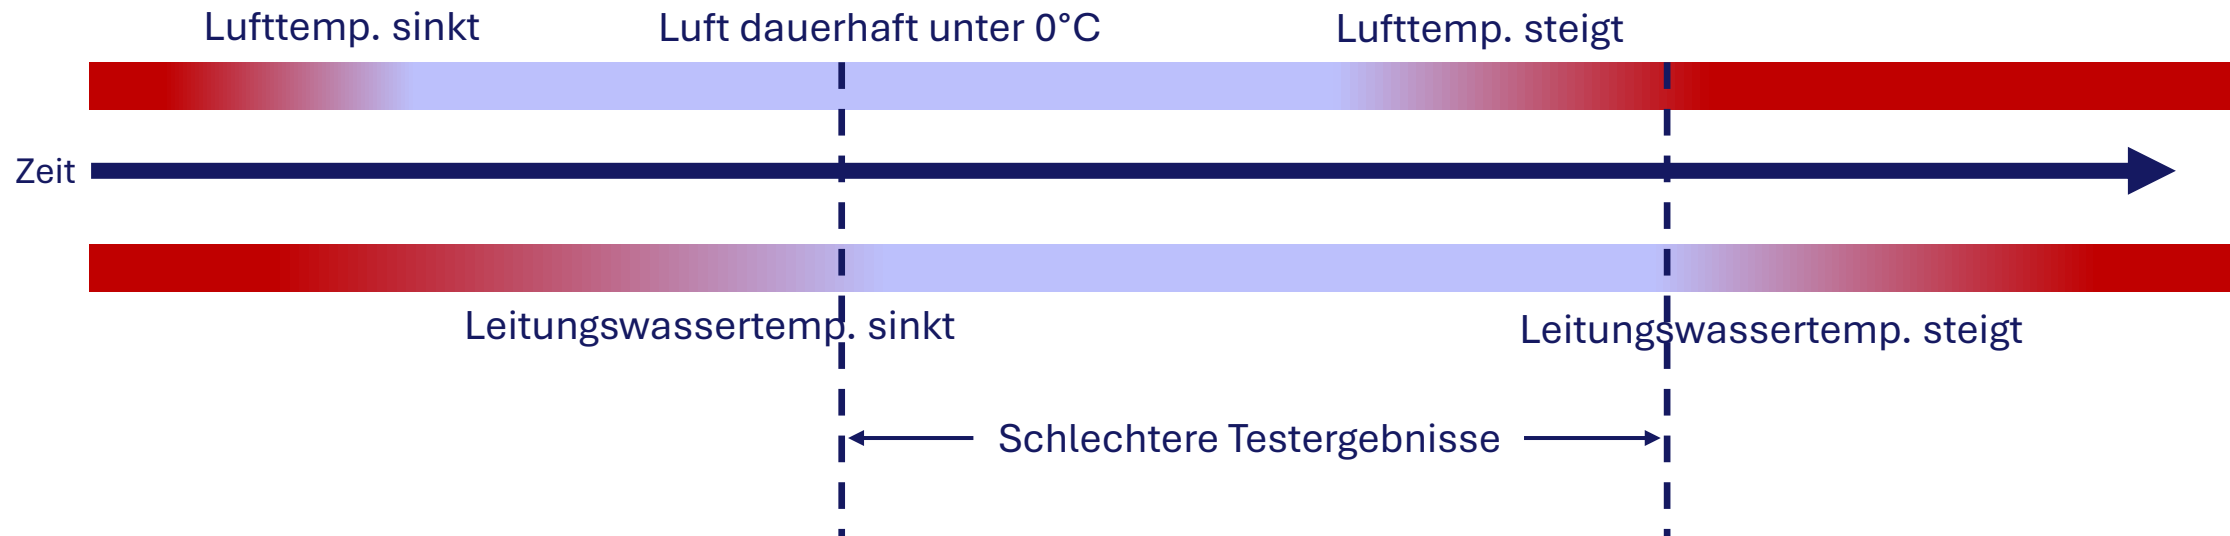 Lufttemp. sinkt
Luft dauerhaft unter 0°C
Lufttemp. steigt
Zeit
Leitungswassertemp. sinkt
Leitungswassertemp. steigt
Schlechtere Testergebnisse